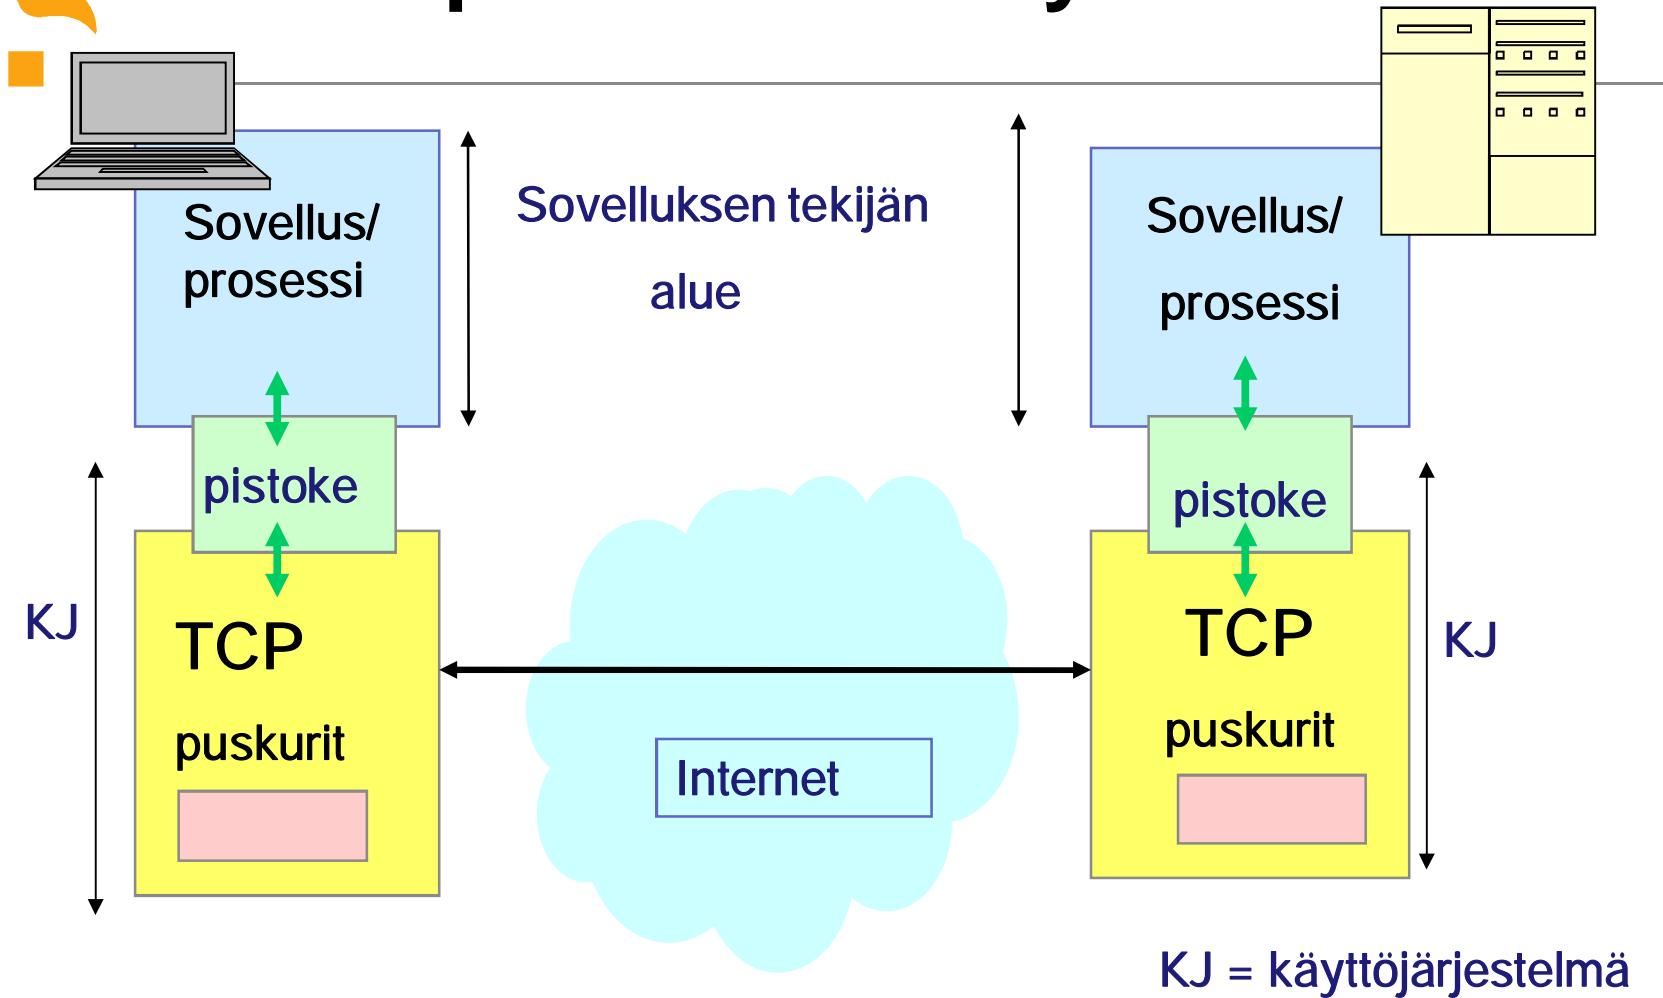 Sovellus/
prosessi
Sovelluksen tekijän
alue
Sovellus/
prosessi
pistoke
pistoke
KJ
TCP
puskurit
Internet
TCP
puskurit
KJ
KJ = käyttöjärjestelmä